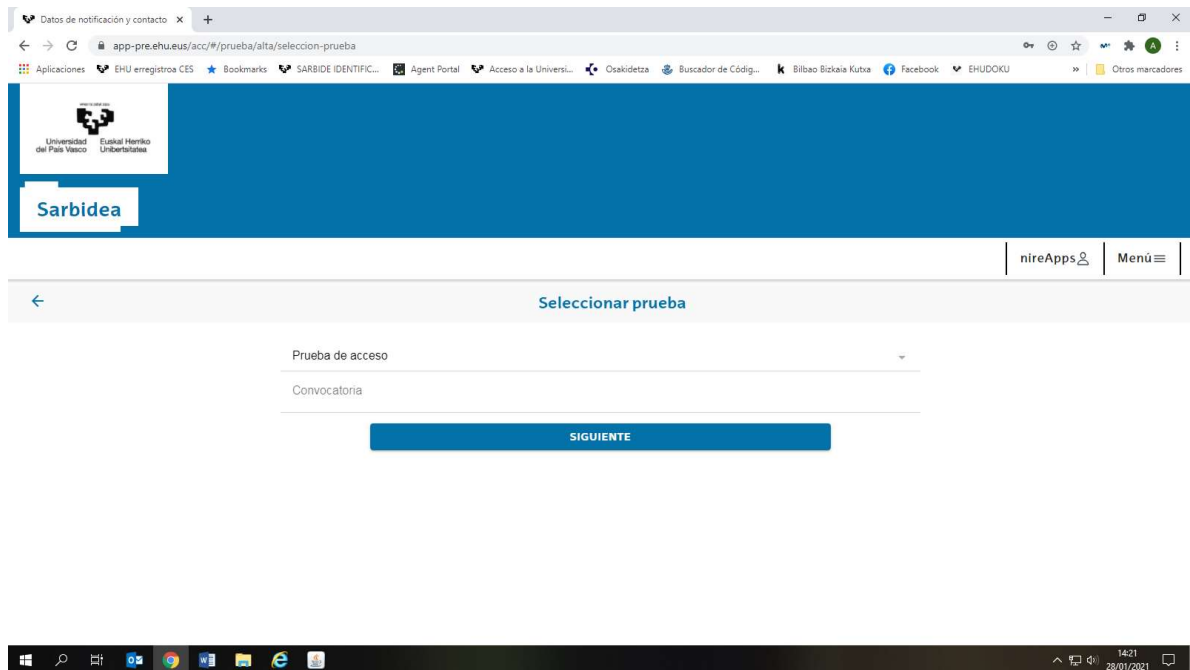 Datos de notificación y contacto
app-pre.ehu.eus/acc/#/prueba/alta/seleccion-prueba
Aplicaciones EHU erregistroa CES Bookmarks SARBIDE IDENTIFIC... Agent Portal Acceso a la Universi... Osakidetza Buscador de Códig... Bilbao Bizkaia Kutxa Facebook EHUDOKU » Otros marcadores
Universidad Euskal Herriko
del País Vasco Unibertsitatea
Sarbidea
nireApps Menú
Seleccionar prueba
Prueba de acceso
Convocatoria
SIGUIENTE
14:21
28/01/2021